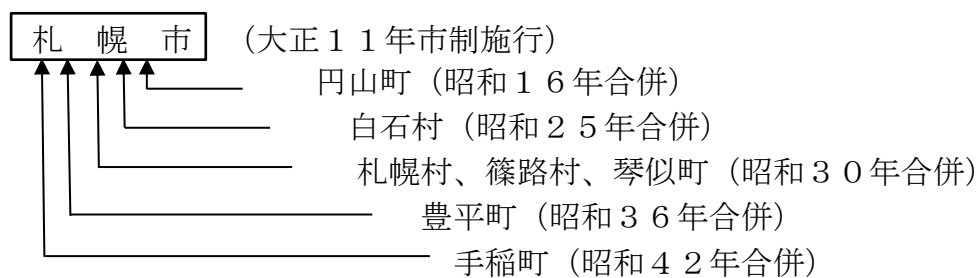 札　幌　市　（大正１１年市制施行）
円山町（昭和１６年合併）
白石村（昭和２５年合併）
札幌村、篠路村、琴似町（昭和３０年合併）
豊平町（昭和３６年合併）
手稲町（昭和４２年合併）